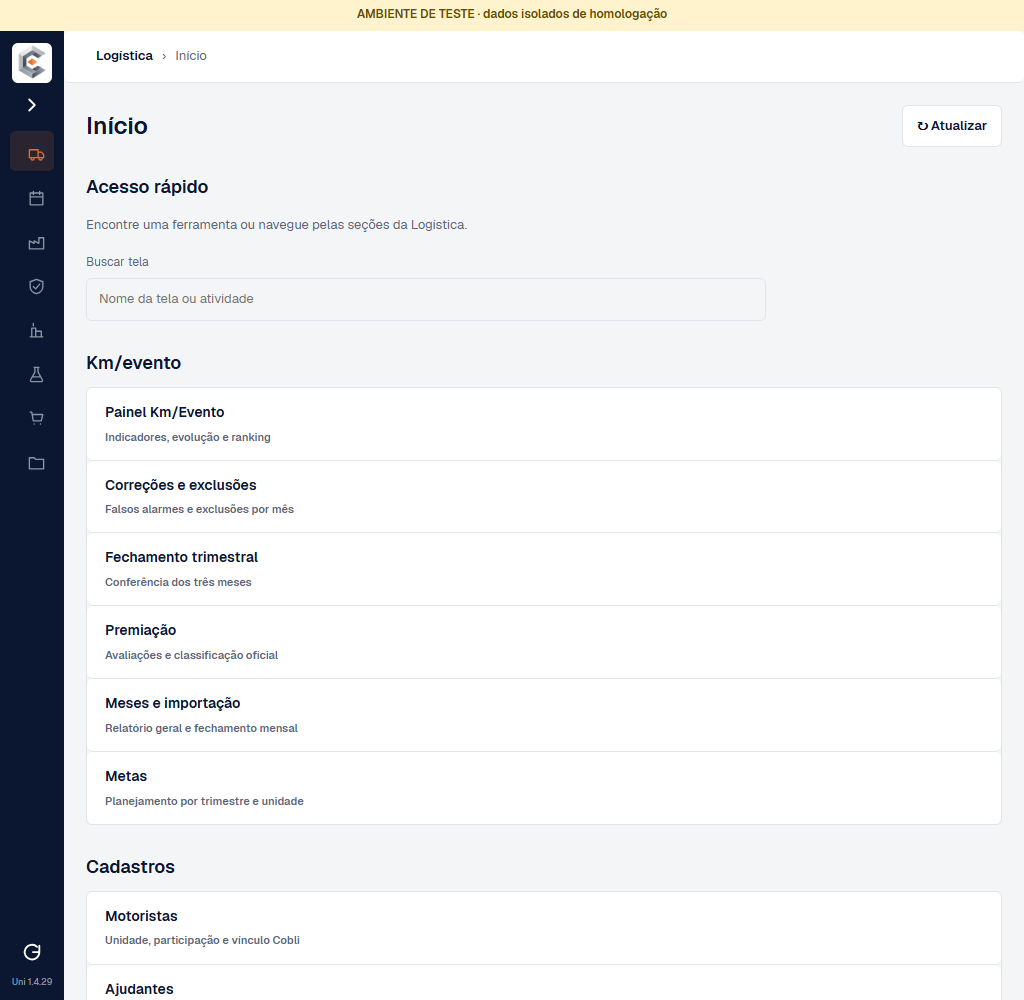 AMBIENTE DE TESTE · dados isolados de homologação
Logística › Início
Início
↻ Atualizar
Acesso rápido
Encontre uma ferramenta ou navegue pelas seções da Logística.
Buscar tela
Nome da tela ou atividade
Km/evento
Painel Km/Evento
Indicadores, evolução e ranking
Correções e exclusões
Falsos alarmes e exclusões por mês
Fechamento trimestral
Conferência dos três meses
Premiação
Avaliações e classificação oficial
Meses e importação
Relatório geral e fechamento mensal
Metas
Planejamento por trimestre e unidade
Cadastros
Motoristas
Unidade, participação e vínculo Cobli
Ajudantes
Uni 1.4.29